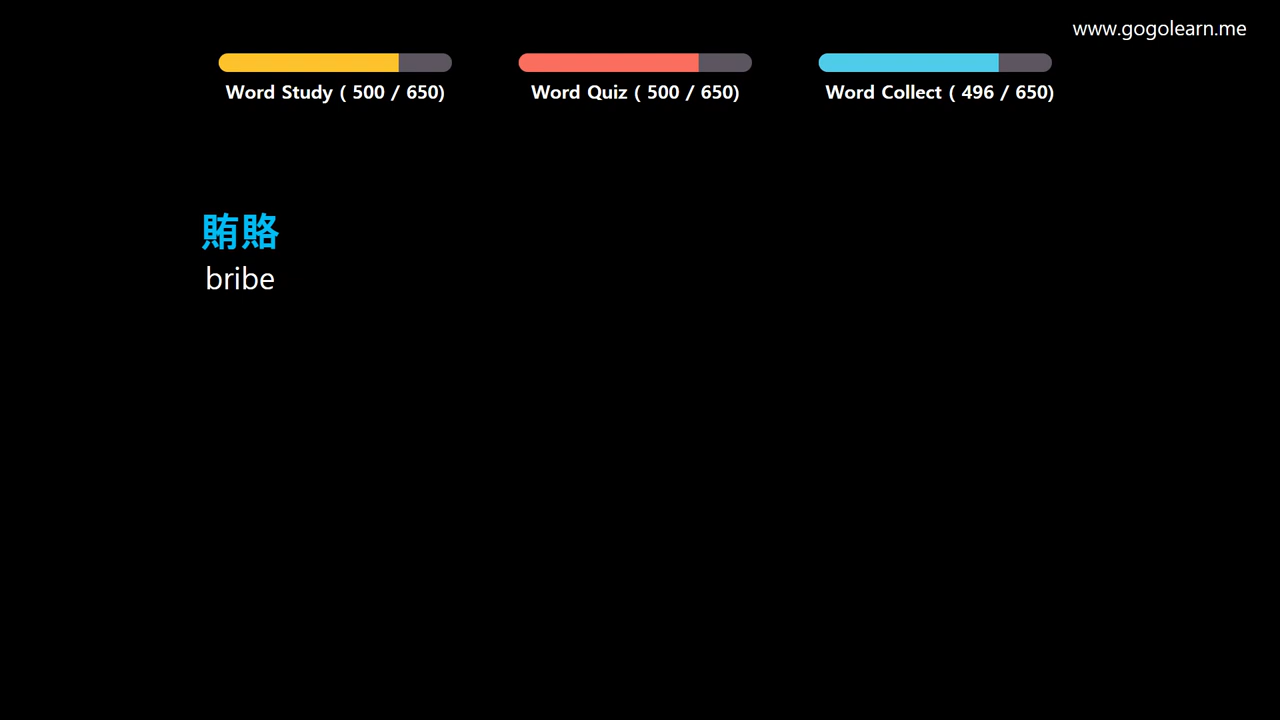 www.gogolearn.me
Word Study ( 500 / 650)
Word Quiz ( 500 / 650)
Word Collect ( 496 / 650)
賄賂
bribe